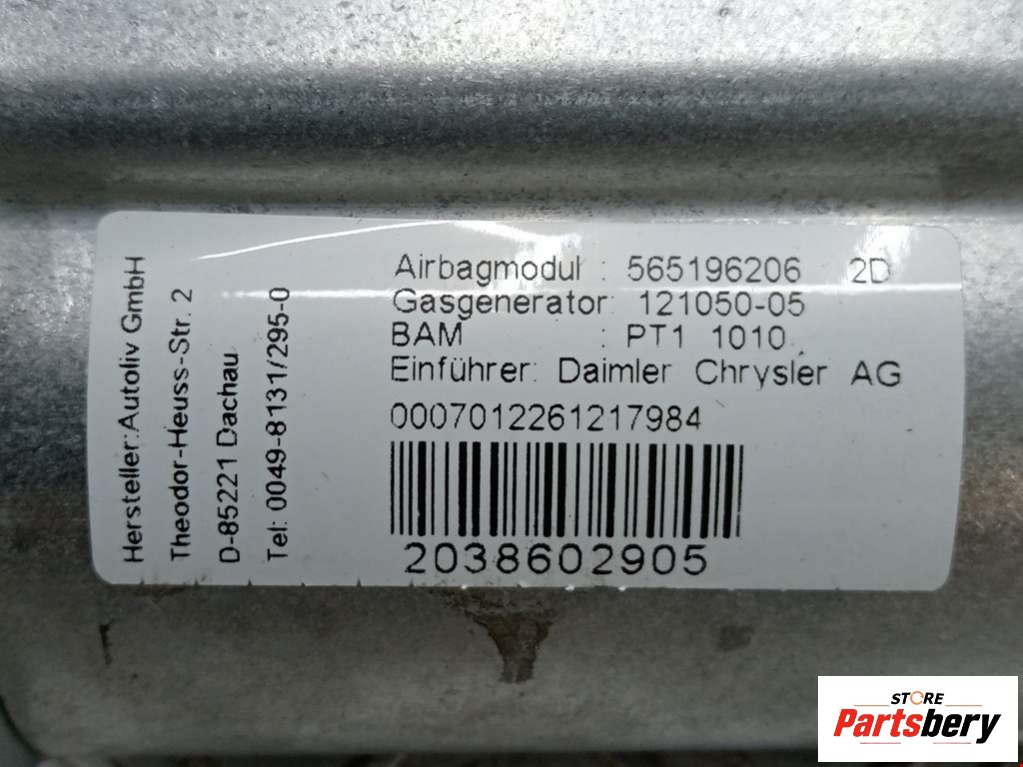 Hersteller:Autoliv GmbH
Theodor-Heuss-Str. 2
D-85221 Dachau
Tel: 0049-8131/295-0
Airbagmodul : 565196206 2D
Gasgenerator: 121050-05
BAM : PT1 1010
Einführer: Daimler Chrysler AG
0007012261217984
2038602905
STORE
Partsbery